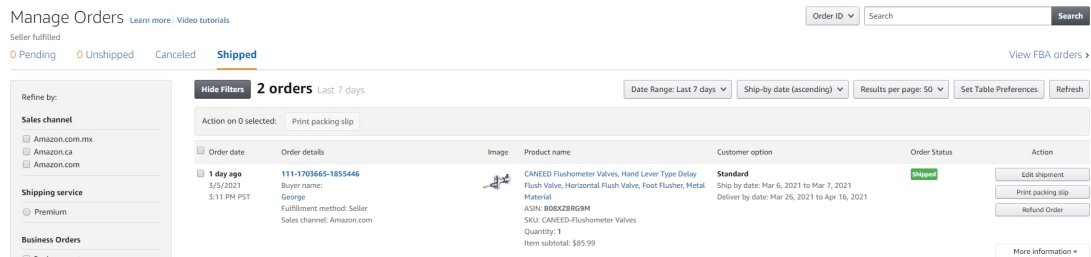 Manage Orders Learn more | Video tutorials
Order ID Search Search
Seller fulfilled
0 Pending 0 Unshipped Canceled Shipped View FBA orders >
Refine by:
Sales channel
Amazon.com.mx
Amazon.ca
Amazon.com
Shipping service
Premium
Business Orders
Hide Filters 2 orders Last 7 days Date Range: Last 7 days Ship-by date (ascending) Results per page: 50 Set Table Preferences Refresh
Action on 0 selected: Print packing slip
Order date Order details Image Product name Customer option Order Status Action
1 day ago
3/5/2021
3:11 PM PST
111-1703665-1855446
Buyer name:
George
Fulfillment method: Seller
Sales channel: Amazon.com
CANEED Flushometer Valves, Hand Lever Type Delay
Flush Valve, Horizontal Flush Valve, Foot Flusher, Metal
Material
ASIN: B08XZ8RG9M
SKU: CANEED-Flushometer Valves
Quantity: 1
Item subtotal: $85.99
Standard
Ship by date: Mar 6, 2021 to Mar 7, 2021
Deliver by date: Mar 26, 2021 to Apr 16, 2021
Shipped
Edit shipment
Print packing slip
Refund Order
More information